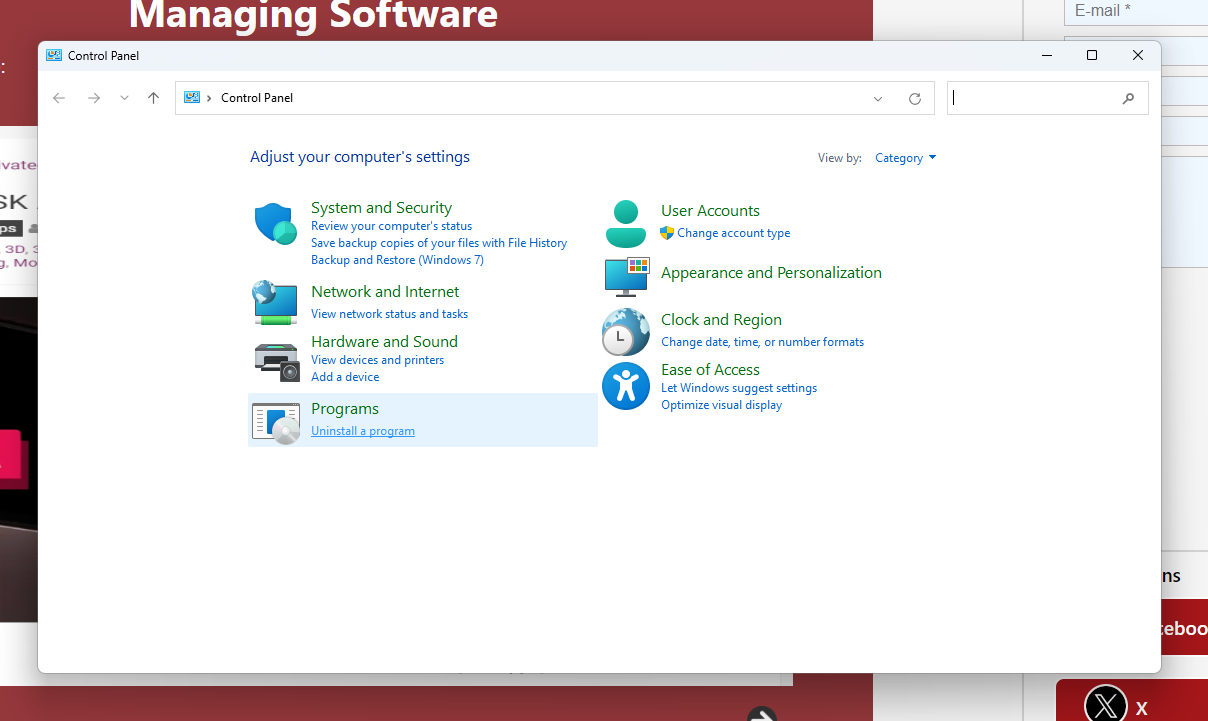 Managing Software
E-mail *
:
Control Panel
Control Panel
Adjust your computer's settings
View by:
Category
System and Security
Review your computer's status
Save backup copies of your files with File History
Backup and Restore (Windows 7)
Network and Internet
View network status and tasks
Hardware and Sound
View devices and printers
Add a device
Programs
Uninstall a program
User Accounts
Change account type
Appearance and Personalization
Clock and Region
Change date, time, or number formats
Ease of Access
Let Windows suggest settings
Optimize visual display
vate
SK
ps
, 3D,
g, Mo
ns
eboo
X